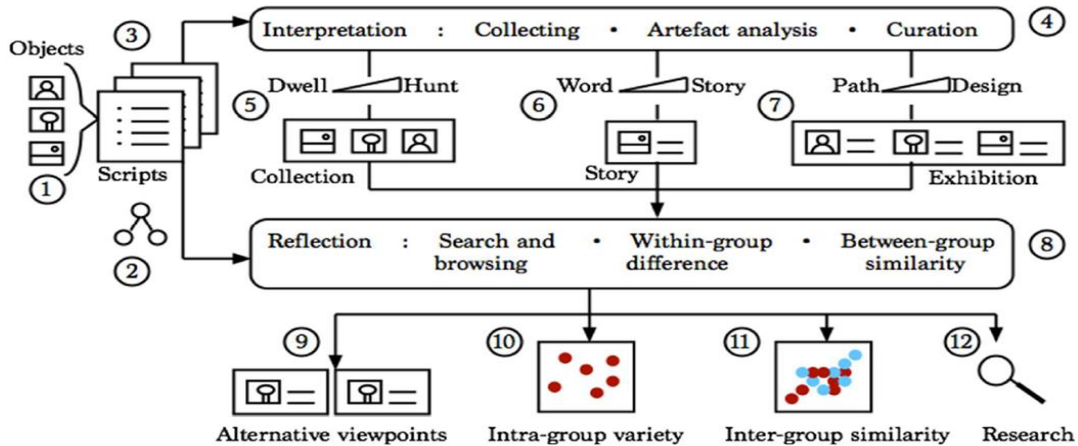 Objects
3
Interpretation : Collecting • Artefact analysis • Curation
4
Dwell Hunt
Word Story
Path Design
5
6
7
Scripts
1
Collection
Story
Exhibition
2
Reflection : Search and browsing • Within-group difference • Between-group similarity
8
9
10
11
12
Alternative viewpoints
Intra-group variety
Inter-group similarity
Research